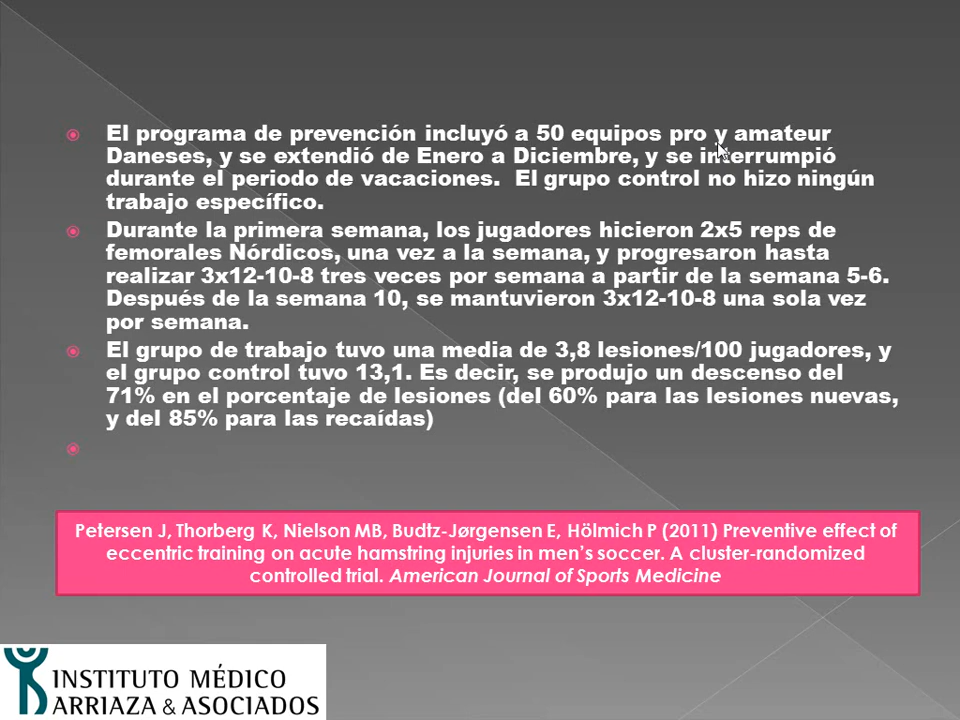 El programa de prevención incluyó a 50 equipos pro y amateur
Daneses, y se extendió de Enero a Diciembre, y se interrumpió
durante el periodo de vacaciones. El grupo control no hizo ningún
trabajo específico.
Durante la primera semana, los jugadores hicieron 2x5 reps de
femorales Nórdicos, una vez a la semana, y progresaron hasta
realizar 3x12-10-8 tres veces por semana a partir de la semana 5-6.
Después de la semana 10, se mantuvieron 3x12-10-8 una sola vez
por semana.
El grupo de trabajo tuvo una media de 3,8 lesiones/100 jugadores, y
el grupo control tuvo 13,1. Es decir, se produjo un descenso del
71% en el porcentaje de lesiones (del 60% para las lesiones nuevas,
y del 85% para las recaídas)
Petersen J, Thorberg K, Nielson MB, Budtz-Jørgensen E, Hölmich P (2011) Preventive effect of
eccentric training on acute hamstring injuries in men's soccer. A cluster-randomized
controlled trial. American Journal of Sports Medicine
INSTITUTO MÉDICO
ARRIAZA & ASOCIADOS